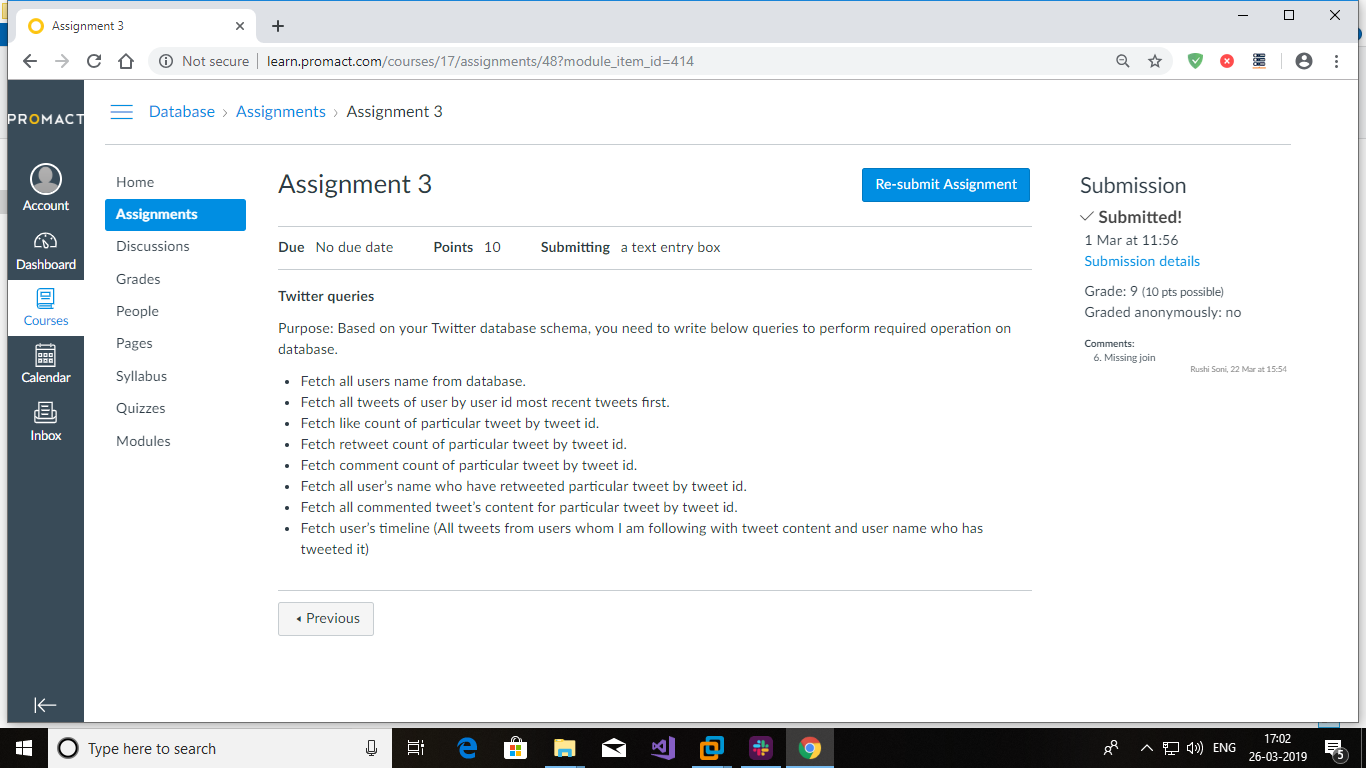 Assignment 3
Not secure
learn.promact.com/courses/17/assignments/48?module_item_id=414
PROMACT
Account
Dashboard
Courses
Calendar
Inbox
Database › Assignments › Assignment 3
Home
Assignments
Discussions
Grades
People
Pages
Syllabus
Quizzes
Modules
Assignment 3
Re-submit Assignment
Due No due date Points 10 Submitting a text entry box
Twitter queries
Purpose: Based on your Twitter database schema, you need to write below queries to perform required operation on
database.
• Fetch all users name from database.
• Fetch all tweets of user by user id most recent tweets first.
• Fetch like count of particular tweet by tweet id.
• Fetch retweet count of particular tweet by tweet id.
• Fetch comment count of particular tweet by tweet id.
• Fetch all user's name who have retweeted particular tweet by tweet id.
• Fetch all commented tweet's content for particular tweet by tweet id.
• Fetch user's timeline (All tweets from users whom I am following with tweet content and user name who has
tweeted it)
Previous
Submission
Submitted!
1 Mar at 11:56
Submission details
Grade: 9 (10 pts possible)
Graded anonymously: no
Comments:
6. Missing join
Rushi Soni, 22 Mar at 15:54
Type here to search
ENG
17:02
26-03-2019
5